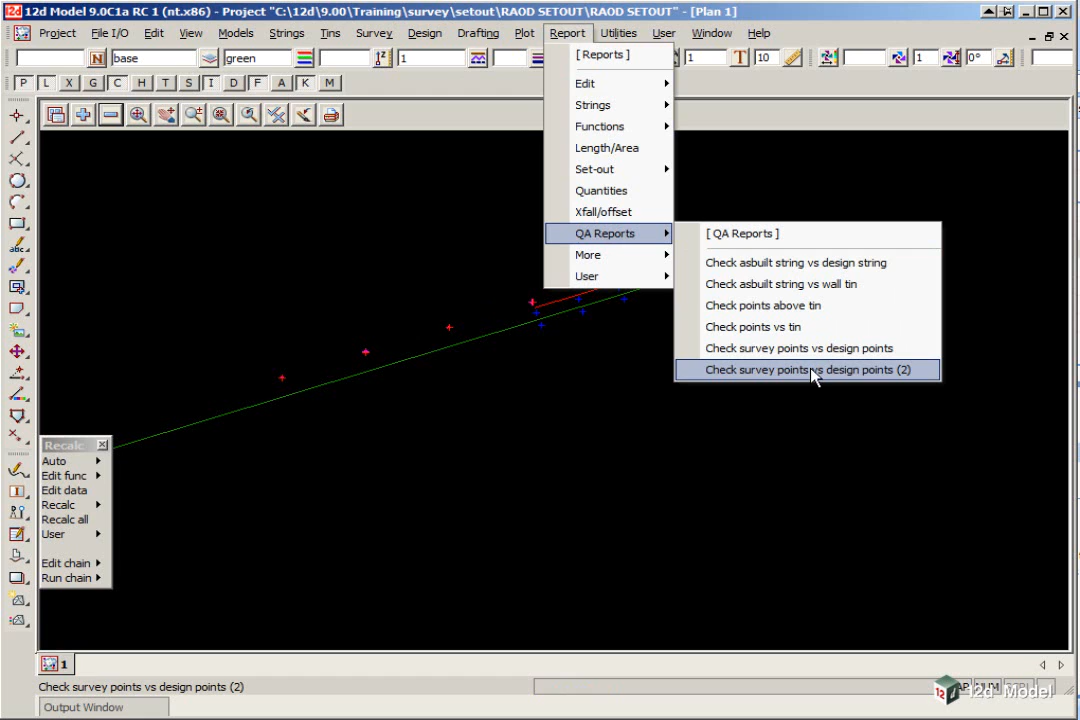 12d Model 9.0C1a RC 1 (nt.x86) - Project "C:\12d\9.00\Training\survey\setout\RAOD SETOUT\RAOD SETOUT" - [Plan 1]
Project File I/O Edit View Models Strings Tins Survey Design Drafting Plot Report Utilities User Window Help
N base green 1 1 T 10 1 0°
P L X G C H T S I D F A K M
[ Reports ]
Edit
Strings
Functions
Length/Area
Set-out
Quantities
Xfall/offset
QA Reports
More
User
[ QA Reports ]
Check asbuilt string vs design string
Check asbuilt string vs wall tin
Check points above tin
Check points vs tin
Check survey points vs design points
Check survey points vs design points (2)
abc
Recalc
Auto
Edit func
Edit data
Recalc
Recalc all
User
Edit chain
Run chain
1
Check survey points vs design points (2)
NUM
12d Model
Output Window